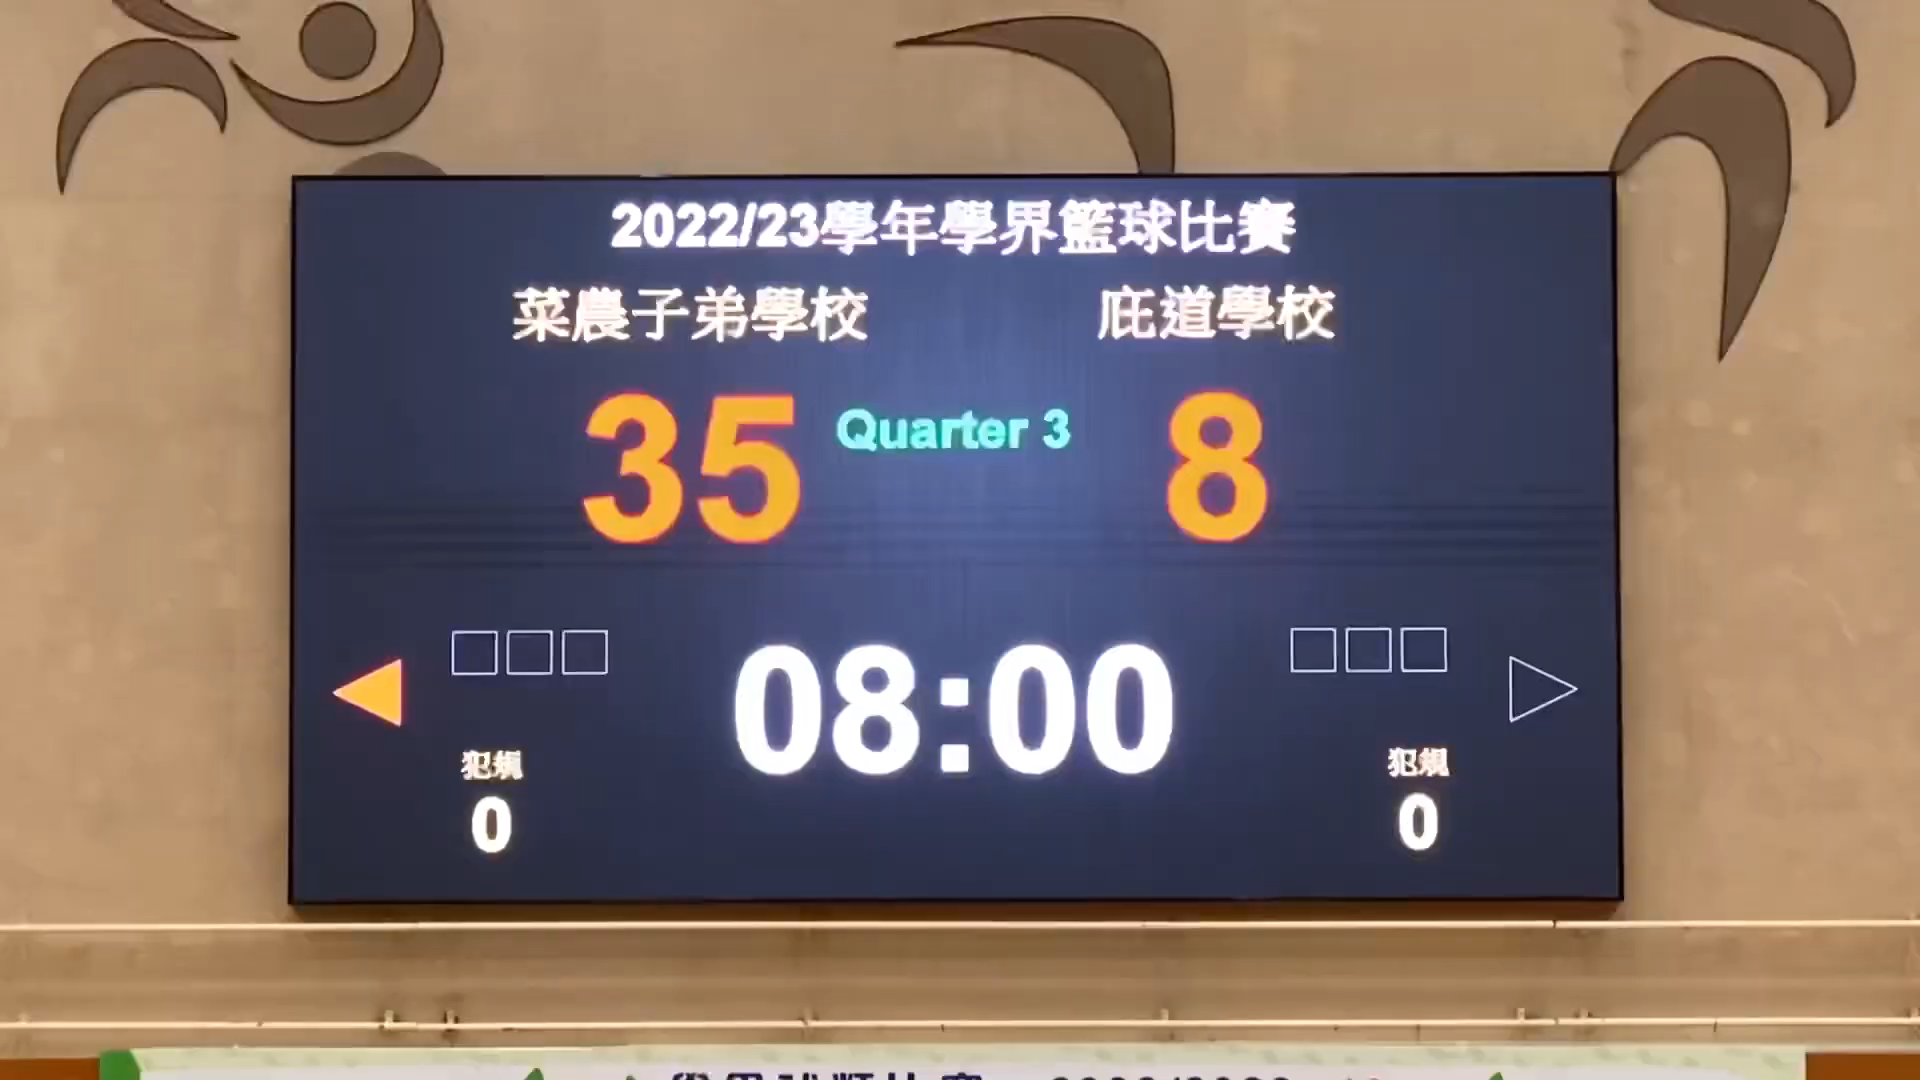 2022/23學年學界籃球比賽
菜農子弟學校 庇道學校
35 Quarter 3 8
08:00
犯規 犯規
0 0